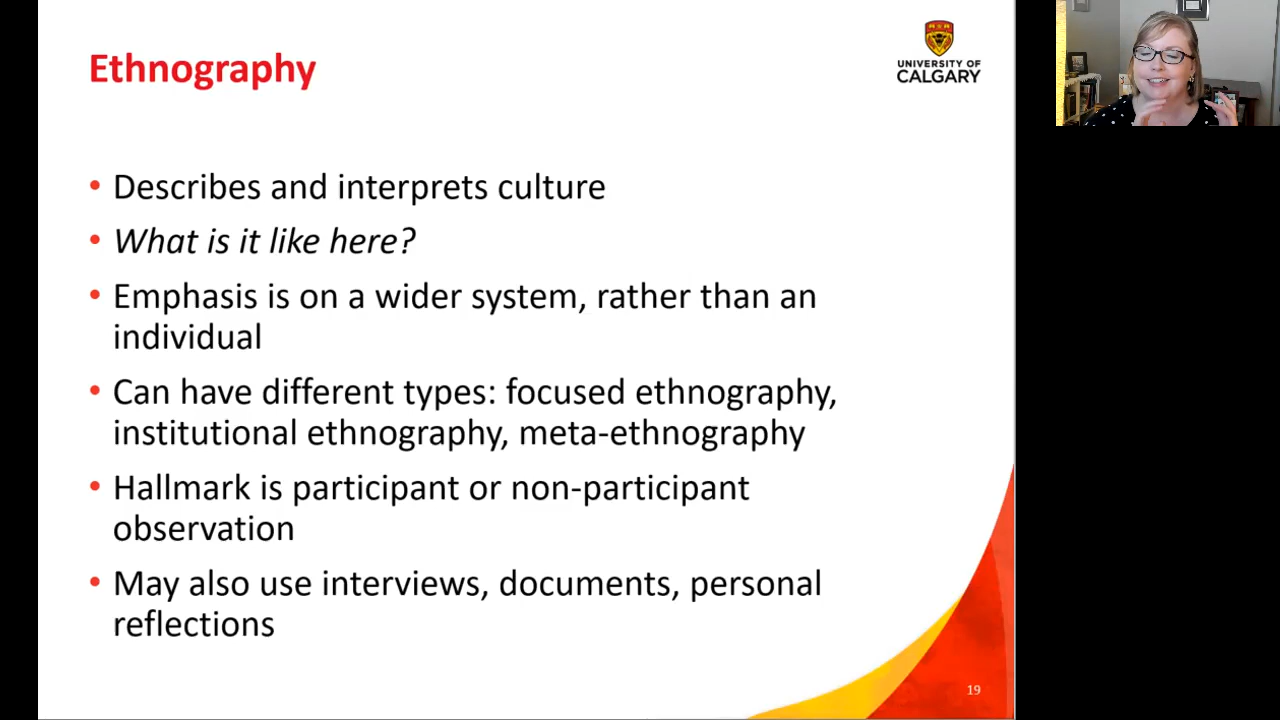 Ethnography
UNIVERSITY OF
CALGARY
• Describes and interprets culture
• What is it like here?
• Emphasis is on a wider system, rather than an
individual
• Can have different types: focused ethnography,
institutional ethnography, meta-ethnography
• Hallmark is participant or non-participant
observation
• May also use interviews, documents, personal
reflections
19